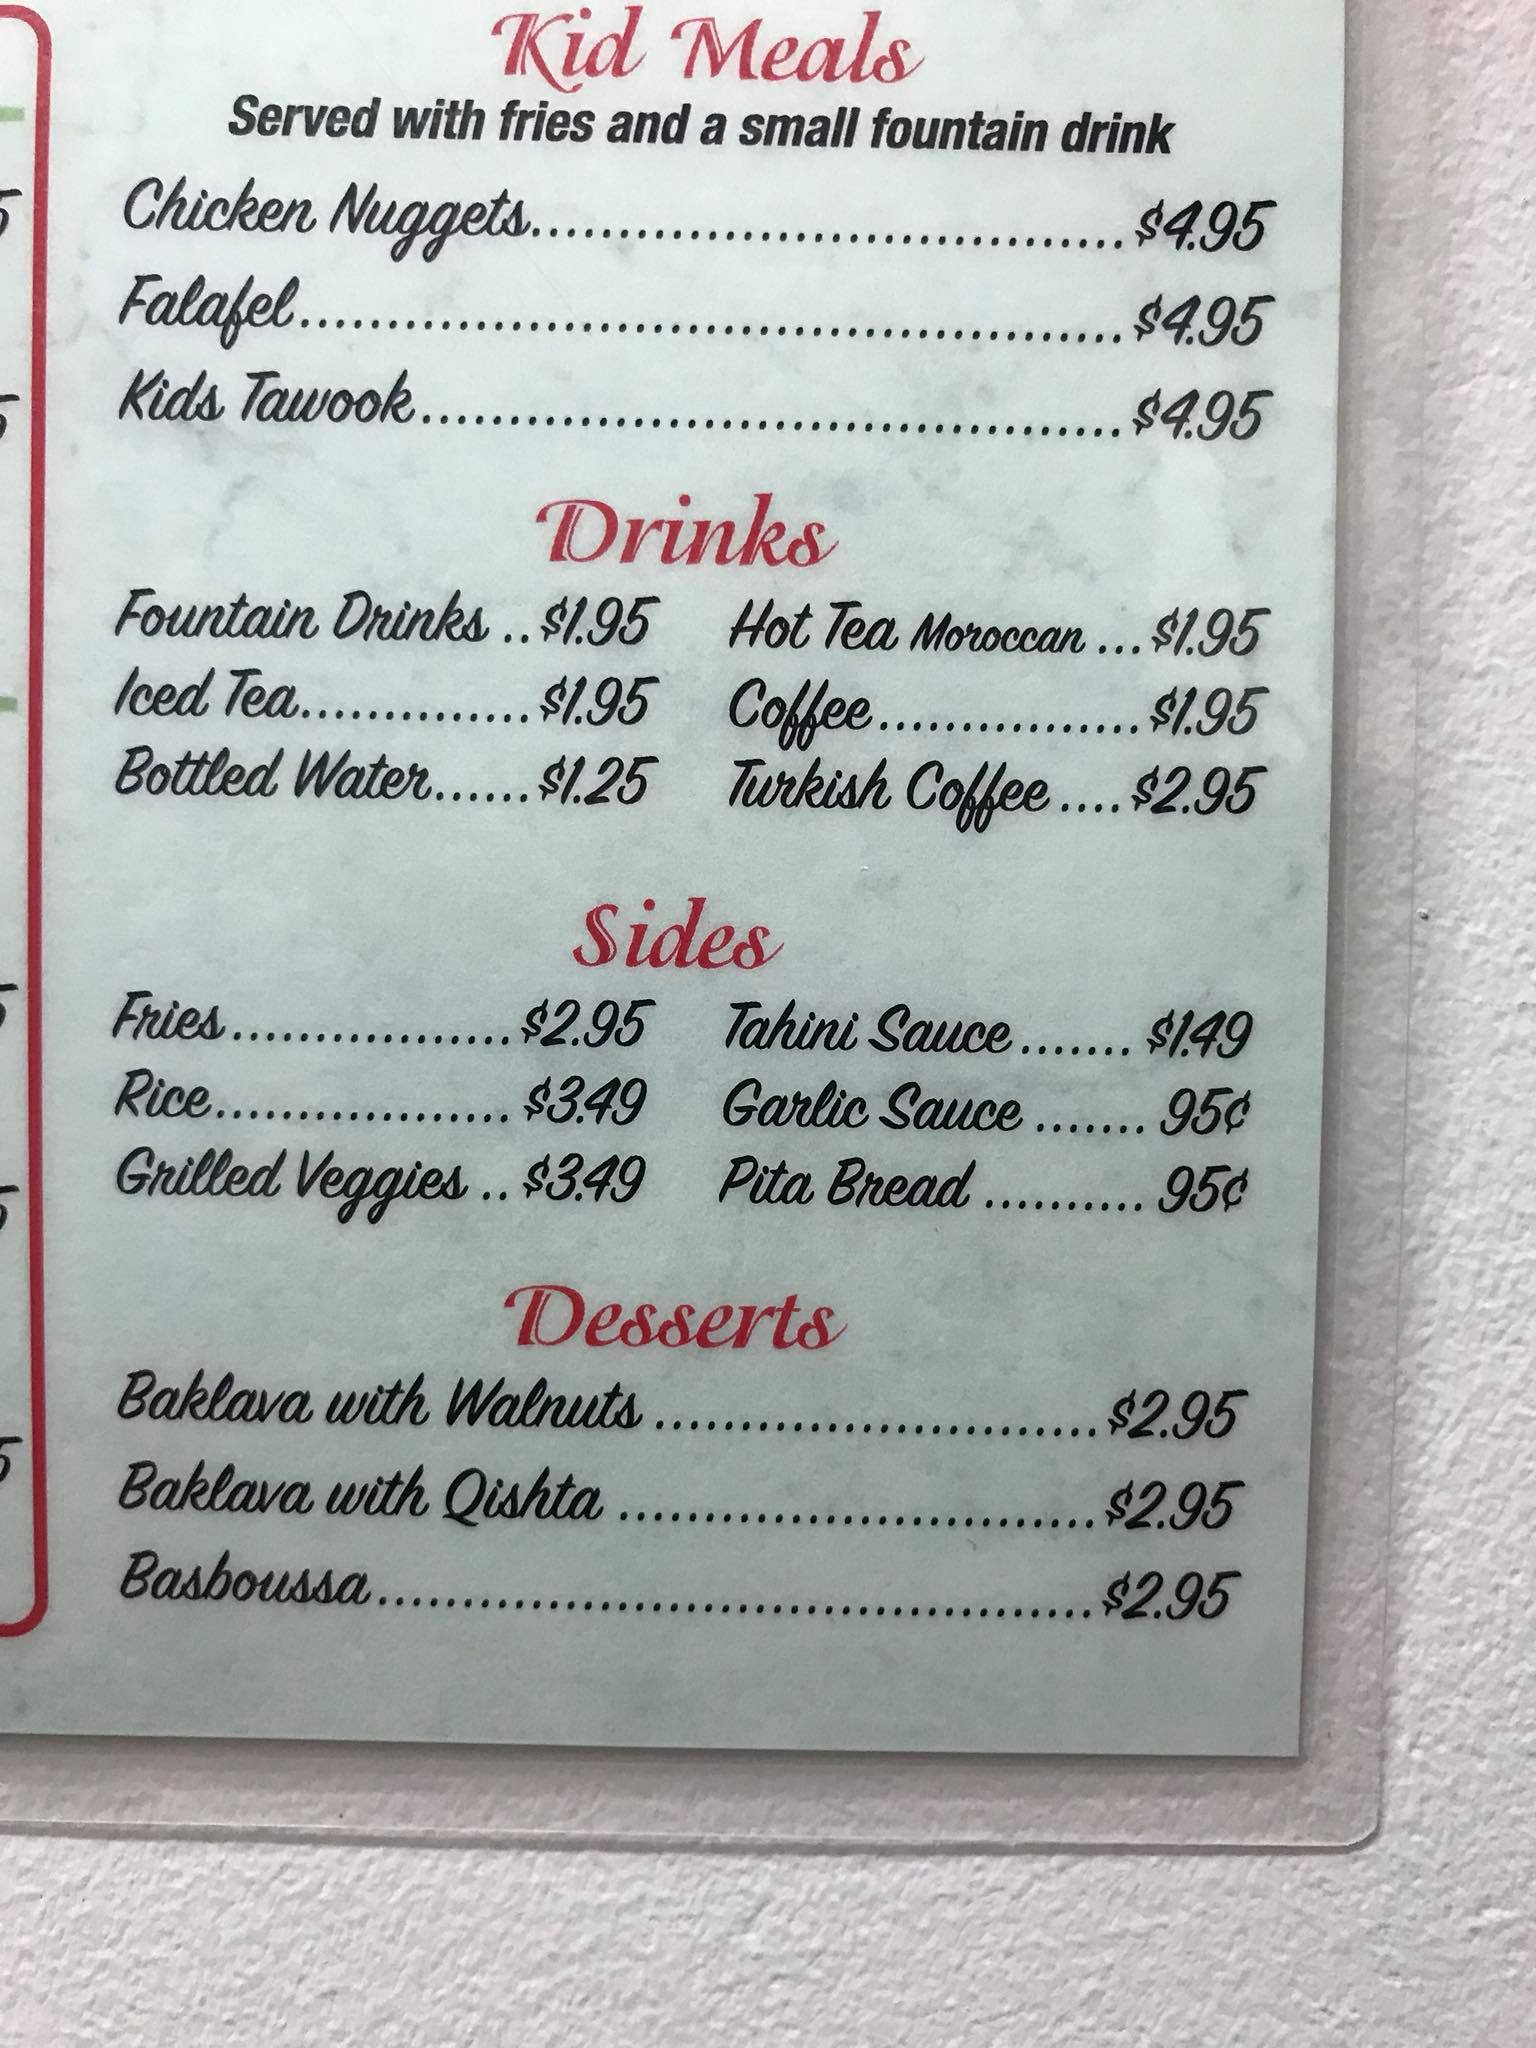 Kid Meals
Served with fries and a small fountain drink
Chicken Nuggets..................................$4.95
Falafel...............................................$4.95
Kids Tawook........................................$4.95
Drinks
Fountain Drinks ..$1.95
Iced Tea..............$1.95
Bottled Water......$1.25
Hot Tea Moroccan ...$1.95
Coffee................$1.95
Turkish Coffee ....$2.95
Sides
Fries.................$2.95
Rice..................$3.49
Grilled Veggies ..$3.49
Tahini Sauce.......$1.49
Garlic Sauce .......95¢
Pita Bread ..........95¢
Desserts
Baklava with Walnuts ..........................$2.95
Baklava with Qishta ............................$2.95
Basboussa..........................................$2.95